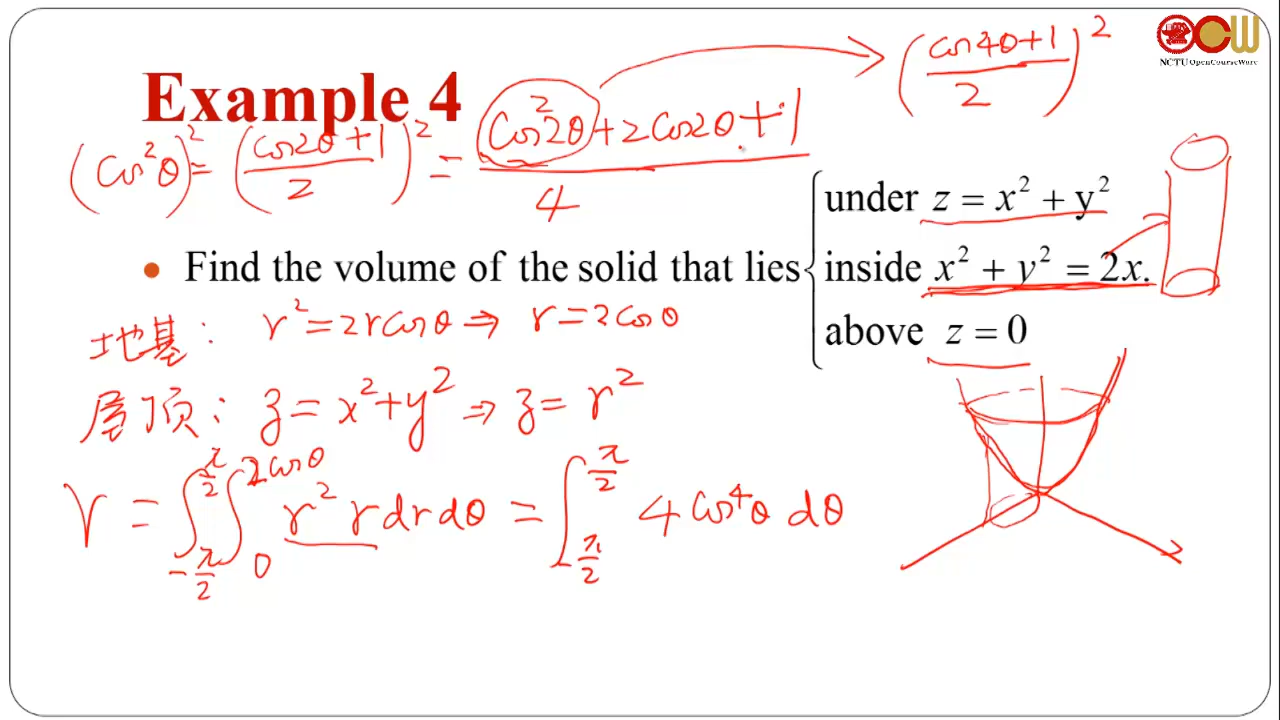 NCTU OpenCourseWare
Example 4
(cos²θ)² = ((cos2θ+1)/2)² = (cos²2θ+2cos2θ+1)/4
((cos4θ+1)/2)²
• Find the volume of the solid that lies
under z = x² + y²
inside x² + y² = 2x.
above z = 0
地基: r² = 2rcosθ ⇒ r = 2cosθ
屋顶: z = x²+y² ⇒ z = r²
V = ∫_{-π/2}^{π/2} ∫_0^{2cosθ} r² r dr dθ = ∫_{-π/2}^{π/2} 4cos⁴θ dθ